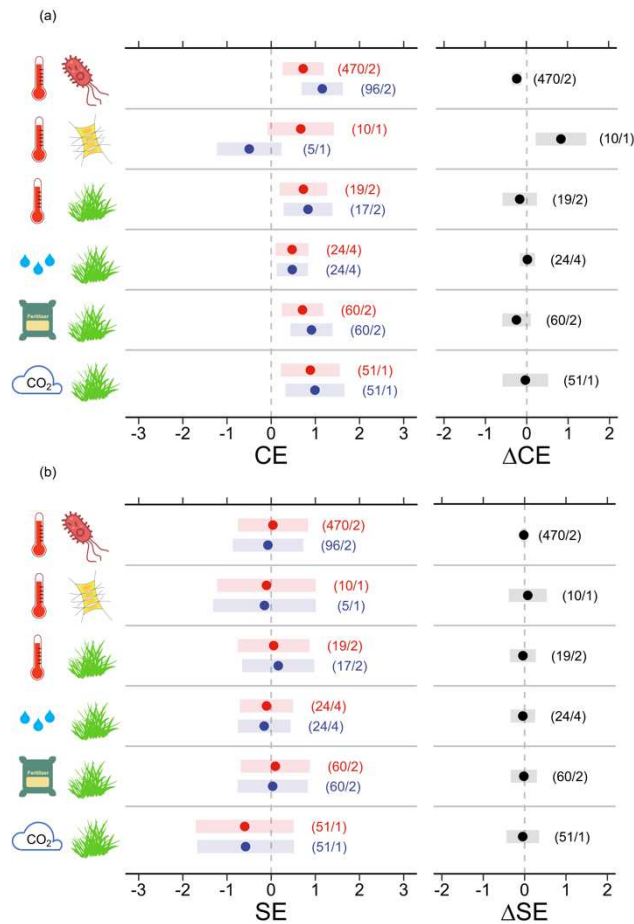 (a)
(470/2)
(96/2)
(470/2)
(10/1)
(5/1)
(10/1)
(19/2)
(17/2)
(19/2)
(24/4)
(24/4)
(24/4)
Fertilizer
(60/2)
(60/2)
(60/2)
CO2
(51/1)
(51/1)
(51/1)
-3 -2 -1 0 1 2 3
-2 -1 0 1 2
CE
ΔCE
(b)
(470/2)
(96/2)
(470/2)
(10/1)
(5/1)
(10/1)
(19/2)
(17/2)
(19/2)
(24/4)
(24/4)
(24/4)
Fertilizer
(60/2)
(60/2)
(60/2)
CO2
(51/1)
(51/1)
(51/1)
-3 -2 -1 0 1 2 3
-2 -1 0 1 2
SE
ΔSE